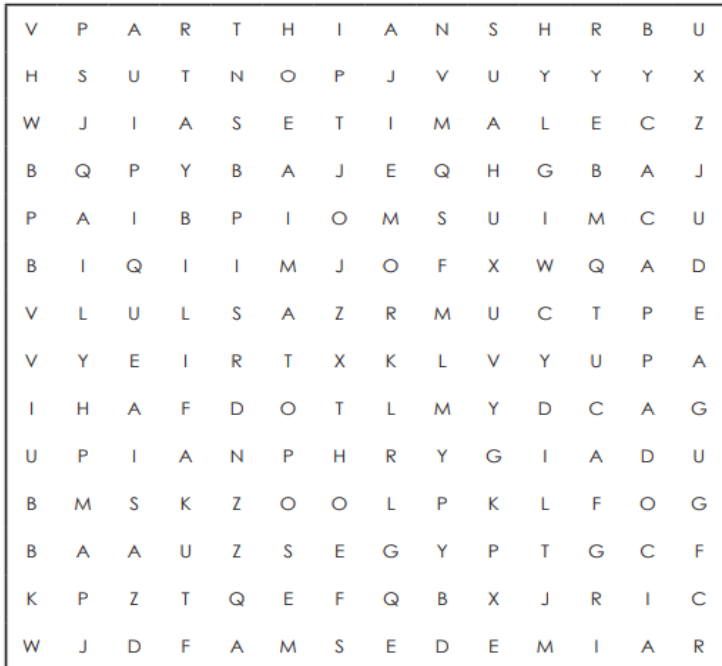 V P A R T H I A N S H R B U
H S U T N O P J V U Y Y Y X
W J I A S E T I M A L E C Z
B Q P Y B A J E Q H G B A J
P A I B P I O M S U I M C U
B I Q I I M J O F X W Q A D
V L U L S A Z R M U C T P E
V Y E I R T X K L V Y U P A
I H A F D O T L M Y D C A G
U P I A N P H R Y G I A D U
B M S K Z O O L P K L F O G
B A A U Z S E G Y P T G C F
K P Z T Q E F Q B X J R I C
W J D F A M S E D E M I A R